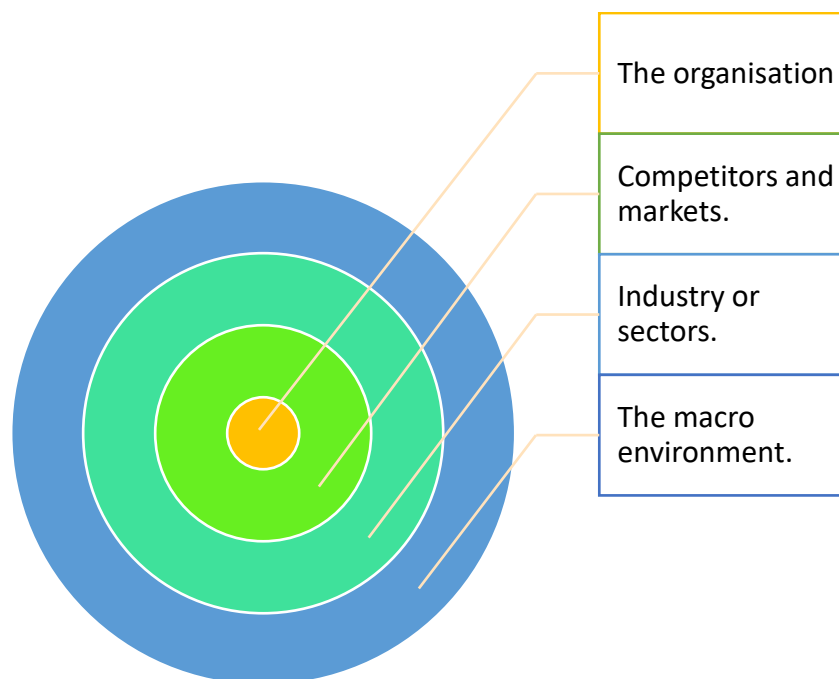 The organisation
Competitors and
markets.
Industry or
sectors.
The macro
environment.